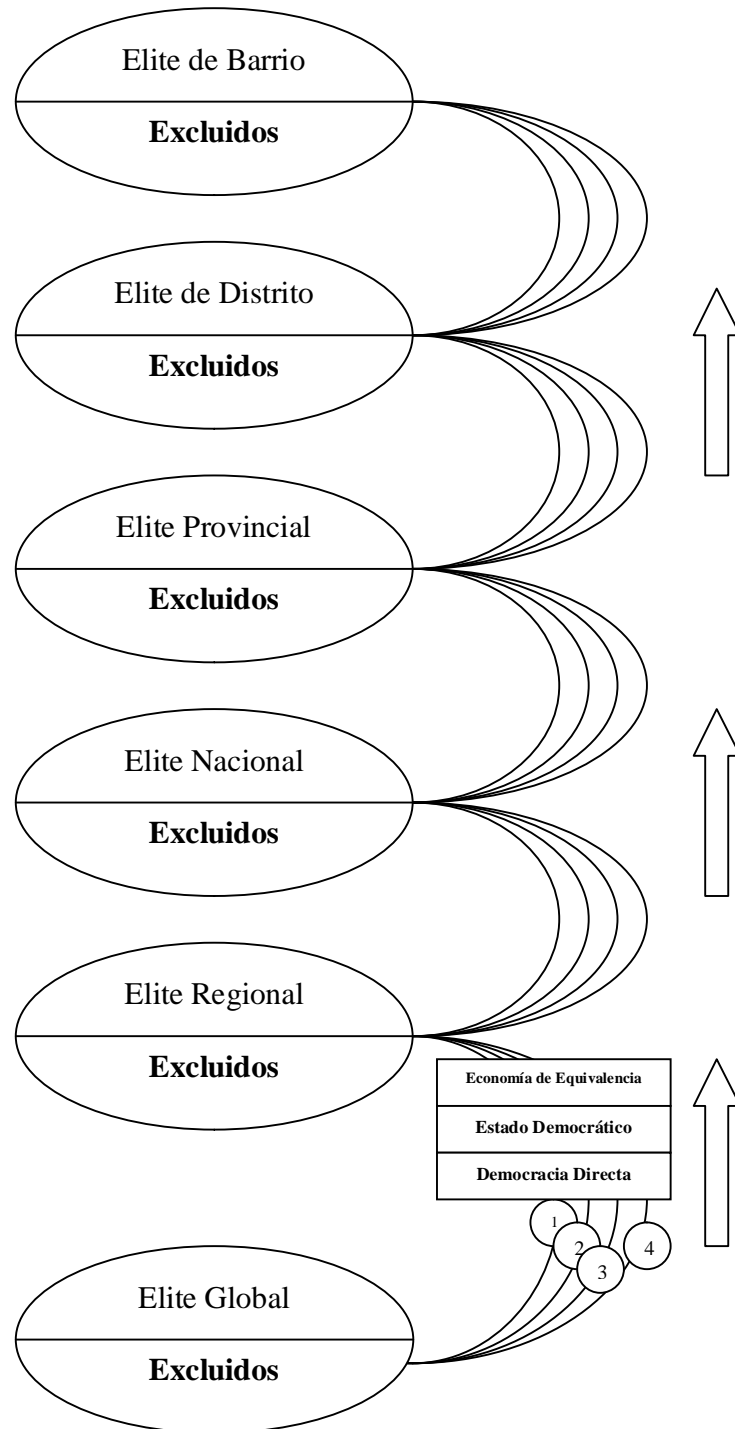 Elite de Barrio
Excluidos
Elite de Distrito
Excluidos
Elite Provincial
Excluidos
Elite Nacional
Excluidos
Elite Regional
Excluidos
Economía de Equivalencia
Estado Democrático
Democracia Directa
1
2
3
4
Elite Global
Excluidos